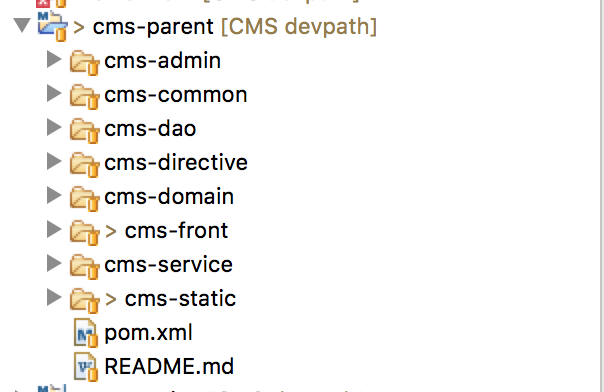 > cms-parent [CMS devpath]
cms-admin
cms-common
cms-dao
cms-directive
cms-domain
> cms-front
cms-service
> cms-static
pom.xml
README.md